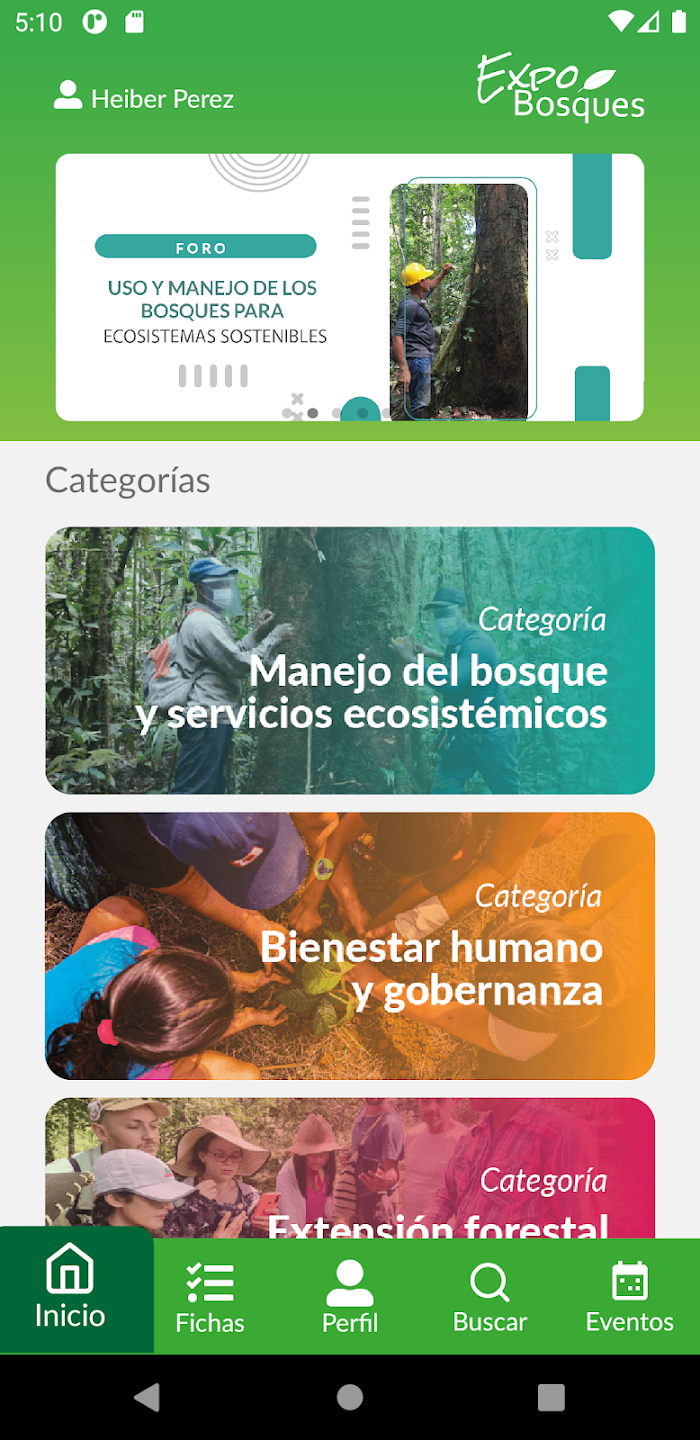 5:10
Heiber Perez
Expo
Bosques
FORO
USO Y MANEJO DE LOS
BOSQUES PARA
ECOSISTEMAS SOSTENIBLES
Categorías
Categoría
Manejo del bosque
y servicios ecosistémicos
Categoría
Bienestar humano
y gobernanza
Categoría
Extensión forestal
Inicio
Fichas
Perfil
Buscar
Eventos